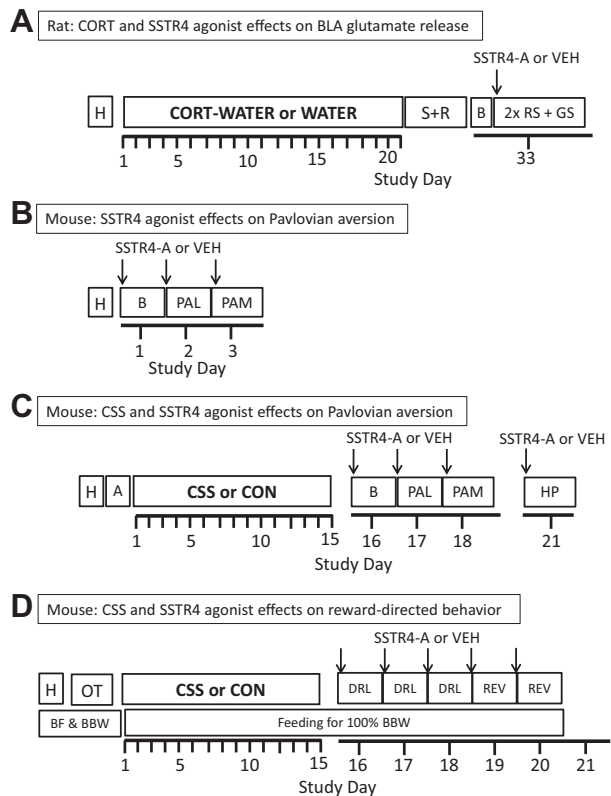 A Rat: CORT and SSTR4 agonist effects on BLA glutamate release
SSTR4-A or VEH
H CORT-WATER or WATER S+R B 2x RS + GS
1 5 10 15 20 33
Study Day
B Mouse: SSTR4 agonist effects on Pavlovian aversion
SSTR4-A or VEH
H B PAL PAM
1 2 3
Study Day
C Mouse: CSS and SSTR4 agonist effects on Pavlovian aversion
SSTR4-A or VEH SSTR4-A or VEH
H A CSS or CON B PAL PAM HP
1 5 10 15 16 17 18 21
Study Day
D Mouse: CSS and SSTR4 agonist effects on reward-directed behavior
SSTR4-A or VEH
H OT CSS or CON DRL DRL DRL REV REV
BF & BBW Feeding for 100% BBW
1 5 10 15 16 17 18 19 20 21
Study Day